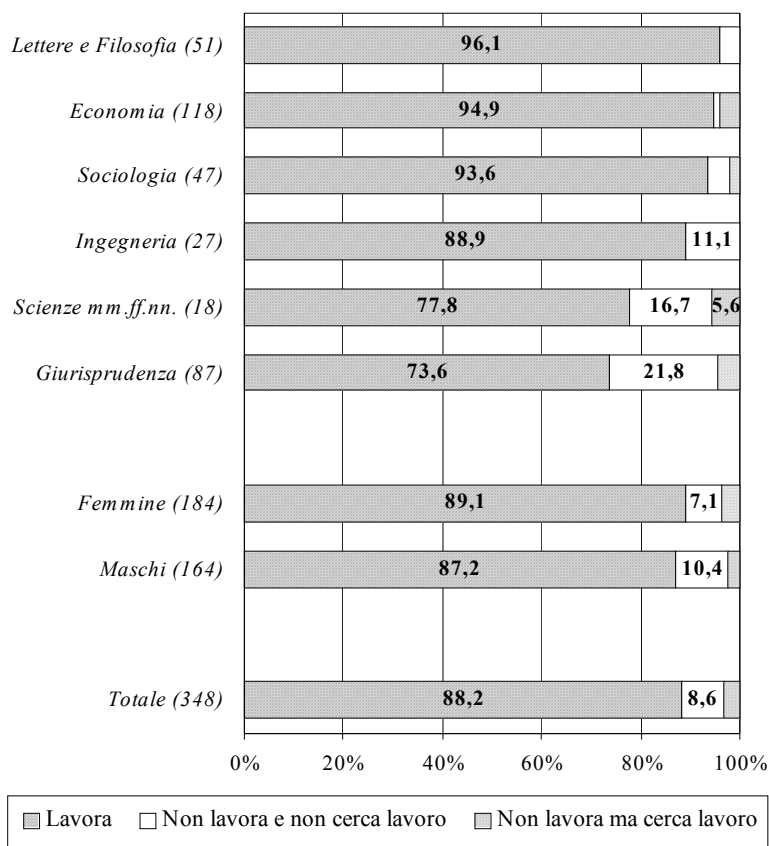 Lettere e Filosofia (51) 96,1
Economia (118) 94,9
Sociologia (47) 93,6
Ingegneria (27) 88,9 11,1
Scienze mm.ff.nn. (18) 77,8 16,7 5,6
Giurisprudenza (87) 73,6 21,8
Femmine (184) 89,1 7,1
Maschi (164) 87,2 10,4
Totale (348) 88,2 8,6
0% 20% 40% 60% 80% 100%
Lavora Non lavora e non cerca lavoro Non lavora ma cerca lavoro